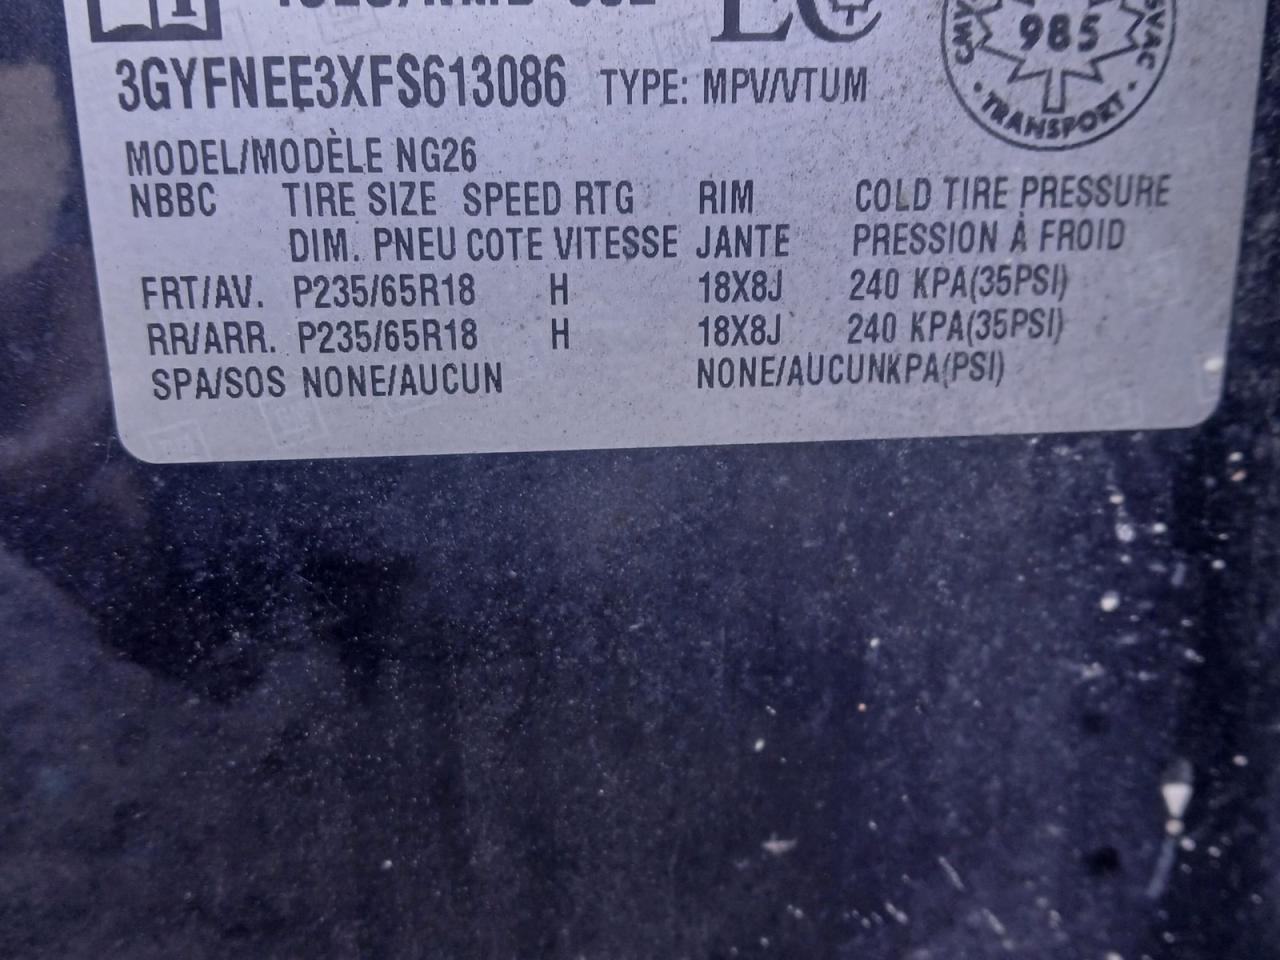 3GYFNEE3XFS613086 TYPE: MPV/VTUM
985
TRANSPORT
MODEL/MODÈLE NG26
NBBC TIRE SIZE SPEED RTG RIM COLD TIRE PRESSURE
DIM. PNEU COTE VITESSE JANTE PRESSION À FROID
FRT/AV. P235/65R18 H 18X8J 240 KPA(35PSI)
RR/ARR. P235/65R18 H 18X8J 240 KPA(35PSI)
SPA/SOS NONE/AUCUN NONE/AUCUNKPA(PSI)